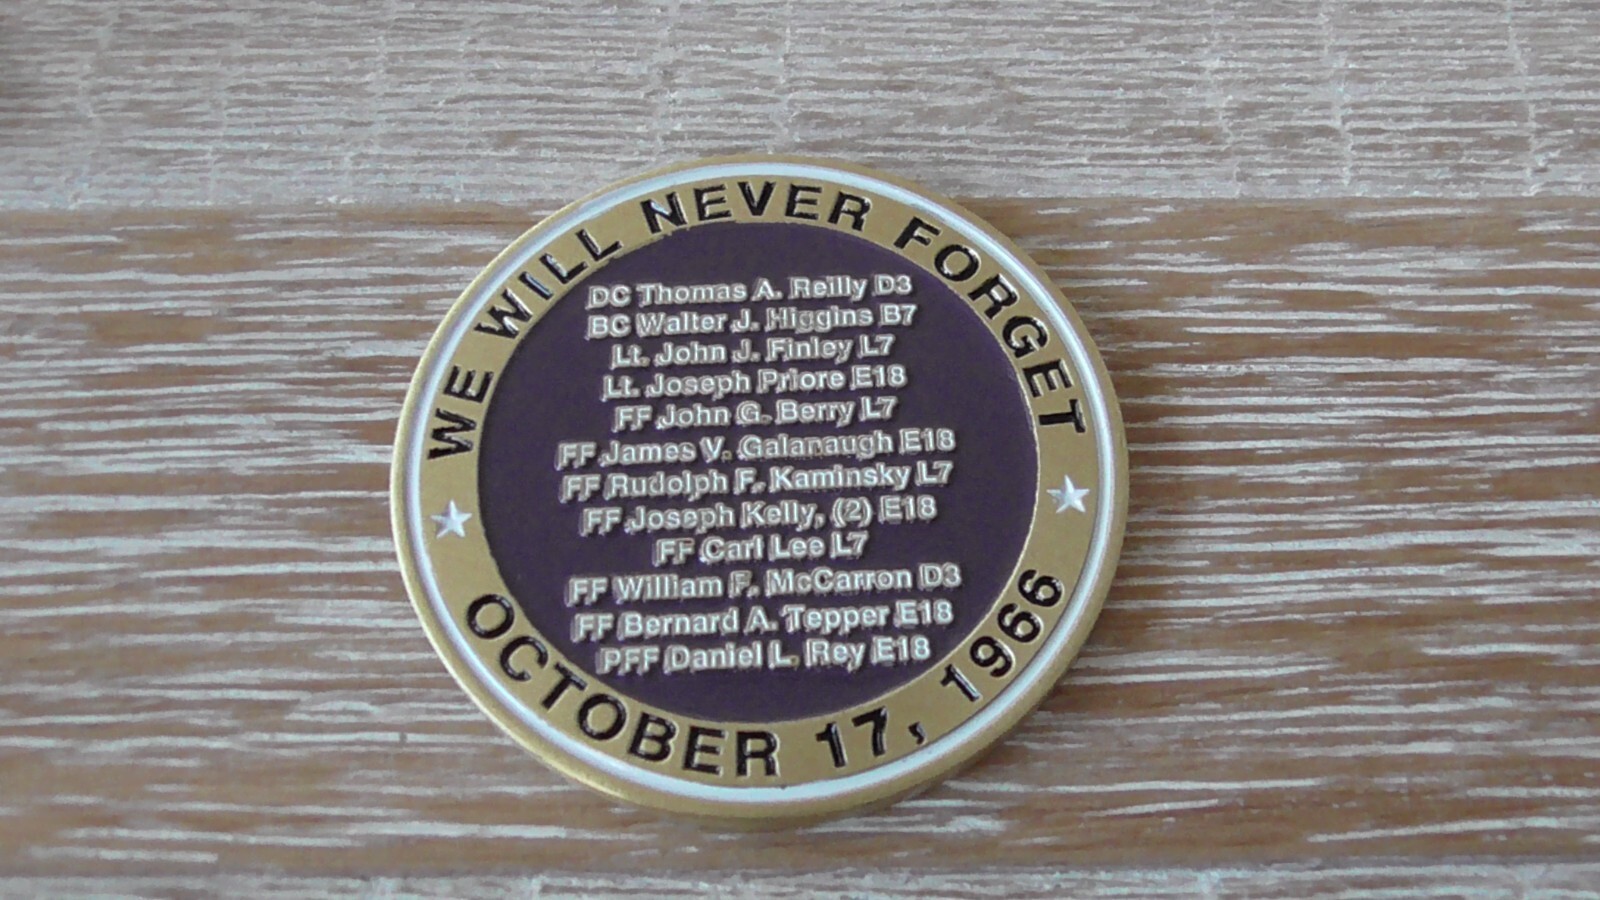 WE WILL NEVER FORGET
DC Thomas A. Reilly D3
BC Walter J. Higgins B7
Lt. John J. Finley L7
Lt. Joseph Priore E18
FF John G. Berry L7
FF James V. Galanaugh E18
FF Rudolph F. Kaminsky L7
FF Joseph Kelly, (2) E18
FF Carl Lee L7
FF William F. McCarron D3
FF Bernard A. Tepper E18
PFF Daniel L. Rey E18
OCTOBER 17, 1966